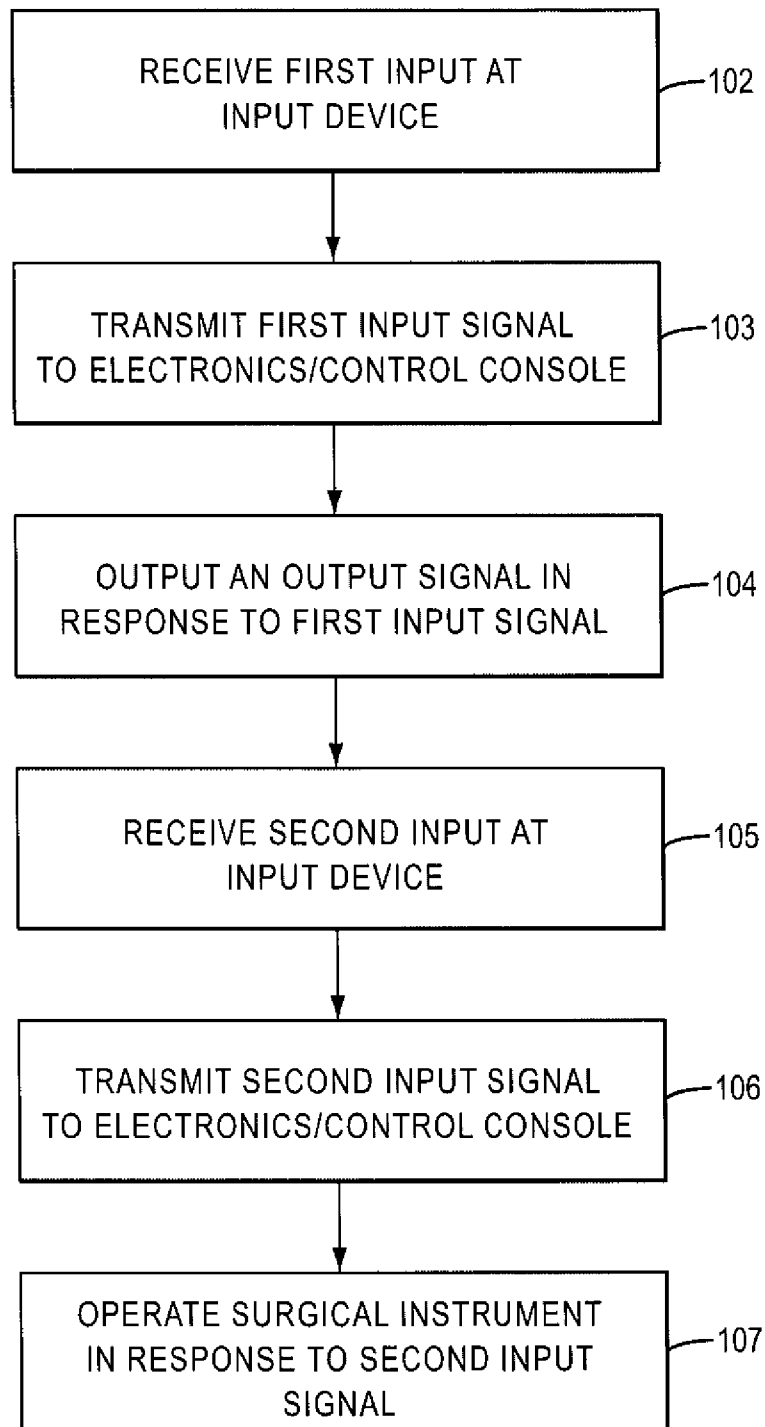 RECEIVE FIRST INPUT AT
INPUT DEVICE
102
TRANSMIT FIRST INPUT SIGNAL
TO ELECTRONICS/CONTROL CONSOLE
103
OUTPUT AN OUTPUT SIGNAL IN
RESPONSE TO FIRST INPUT SIGNAL
104
RECEIVE SECOND INPUT AT
INPUT DEVICE
105
TRANSMIT SECOND INPUT SIGNAL
TO ELECTRONICS/CONTROL CONSOLE
106
OPERATE SURGICAL INSTRUMENT
IN RESPONSE TO SECOND INPUT
SIGNAL
107